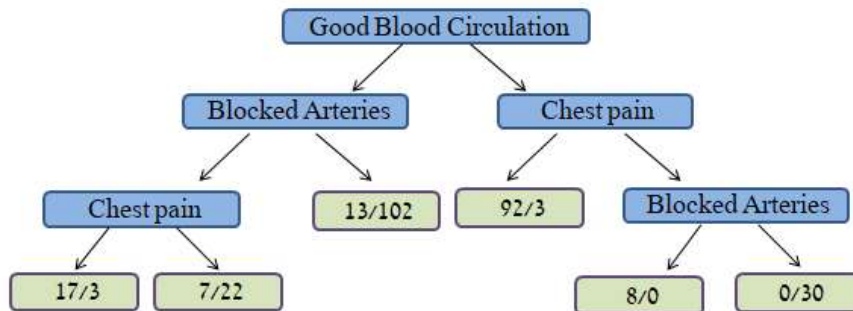 Good Blood Circulation
Blocked Arteries
Chest pain
Chest pain
13/102
92/3
Blocked Arteries
17/3
7/22
8/0
0/30